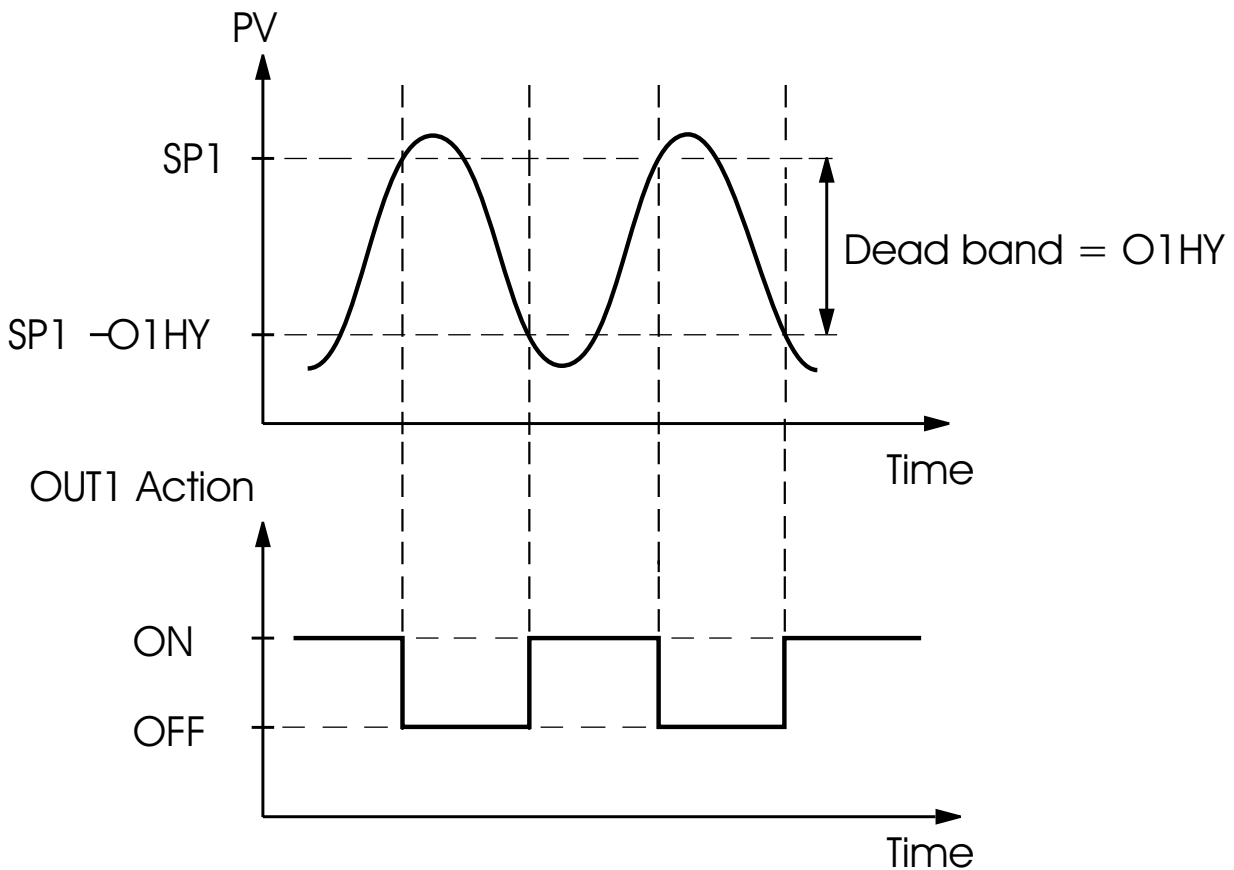 PV
SP1
Dead band = O1HY
SP1 –O1HY
Time
OUT1 Action
ON
OFF
Time